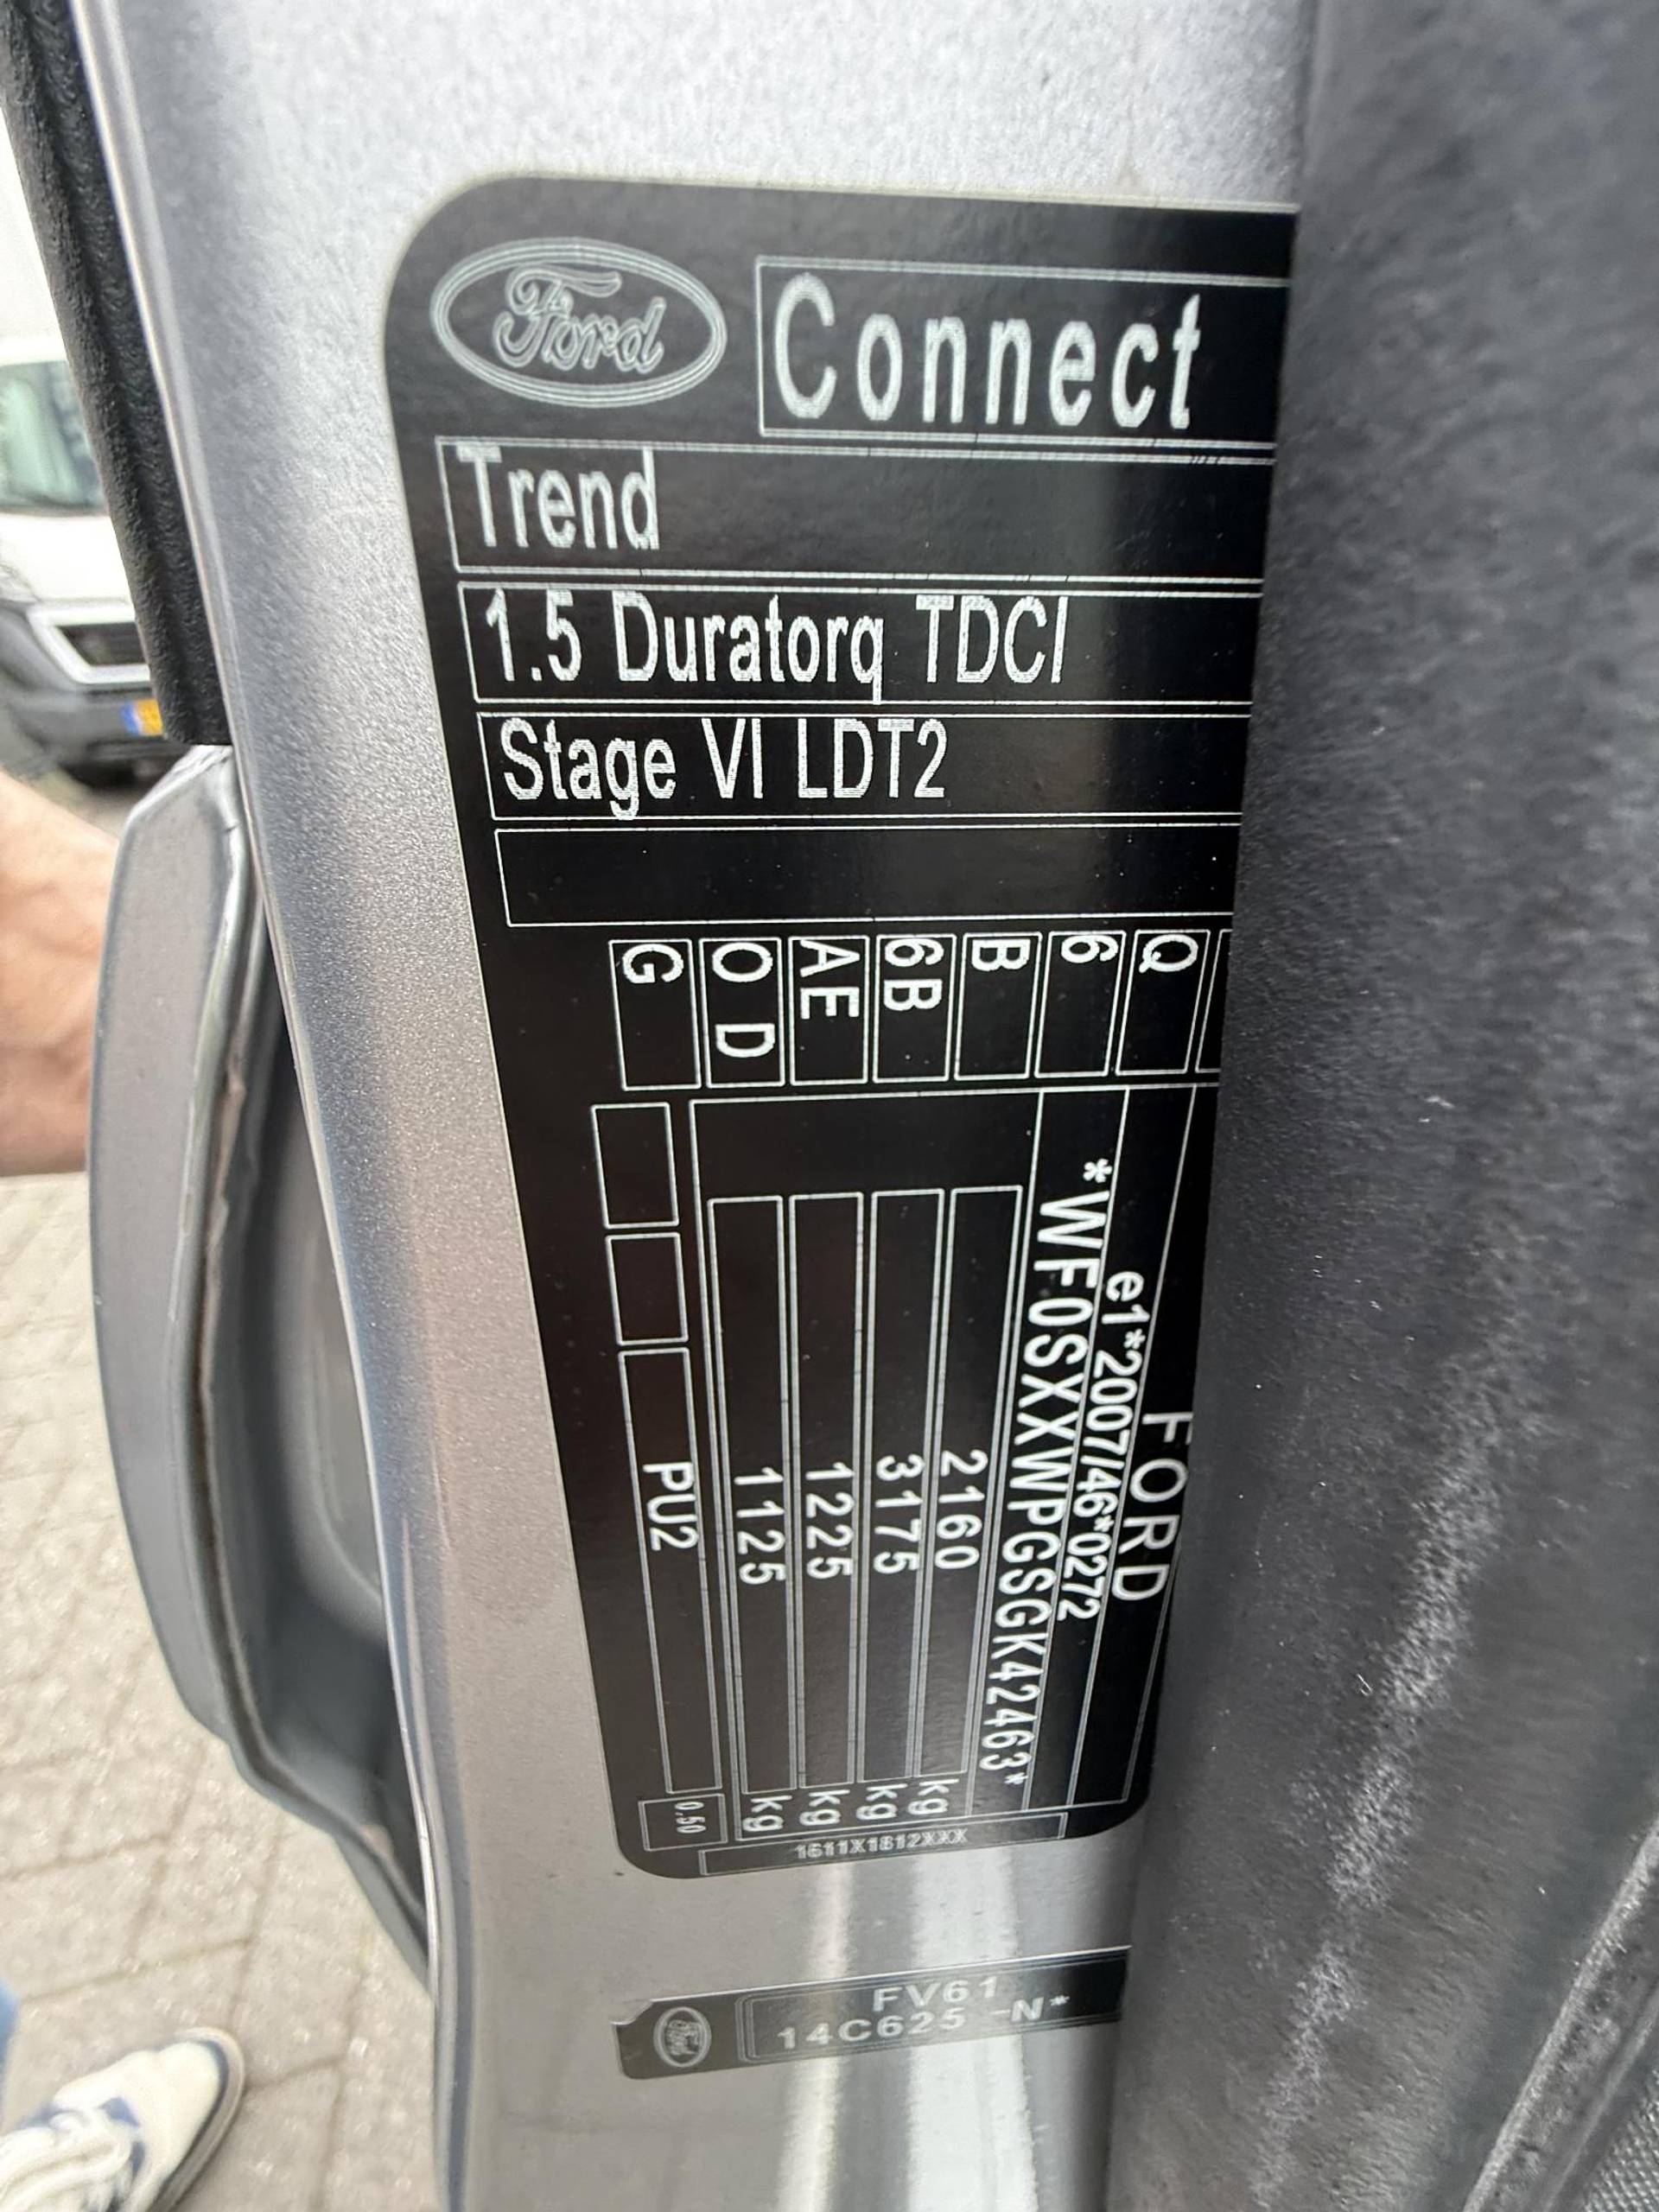 Ford
Connect
Trend
1.5 Duratorq TDCI
Stage VI LDT2
Q
6
B
6B
AE
O D
G
FORD
e1*2007/46*0272
*WF0SXXWPGSGK42463*
2160 kg
3175 kg
1225 kg
1125 kg
PU2 0.50
1611X1812XXX
Ford
FV61
14C625 -N*